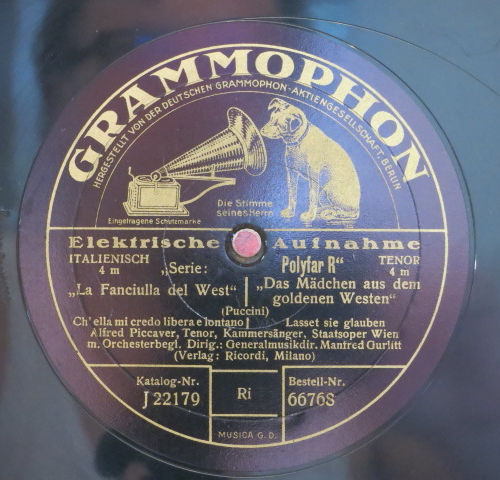 GRAMMOPHON
HERGESTELLT VON DER DEUTSCHEN GRAMMOPHON-AKTIENGESELLSCHAFT, BERLIN
Die Stimme
seines Herrn
Eingetragene Schutzmarke
Elektrische Aufnahme
ITALIENISCH „Serie: Polyfar R“ TENOR
4 m 4 m
„La Fanciulla del West“ „Das Mädchen aus dem
goldenen Westen“
(Puccini)
Ch'ella mi credo libera e lontano Lasset sie glauben
Alfred Piccaver, Tenor, Kammersänger, Staatsoper Wien
m. Orchesterbegl. Dirig.: Generalmusikdir. Manfred Gurlitt
(Verlag: Ricordi, Milano)
Katalog-Nr. Bestell-Nr.
J 22179 Ri 66768
MUSICA G. D.